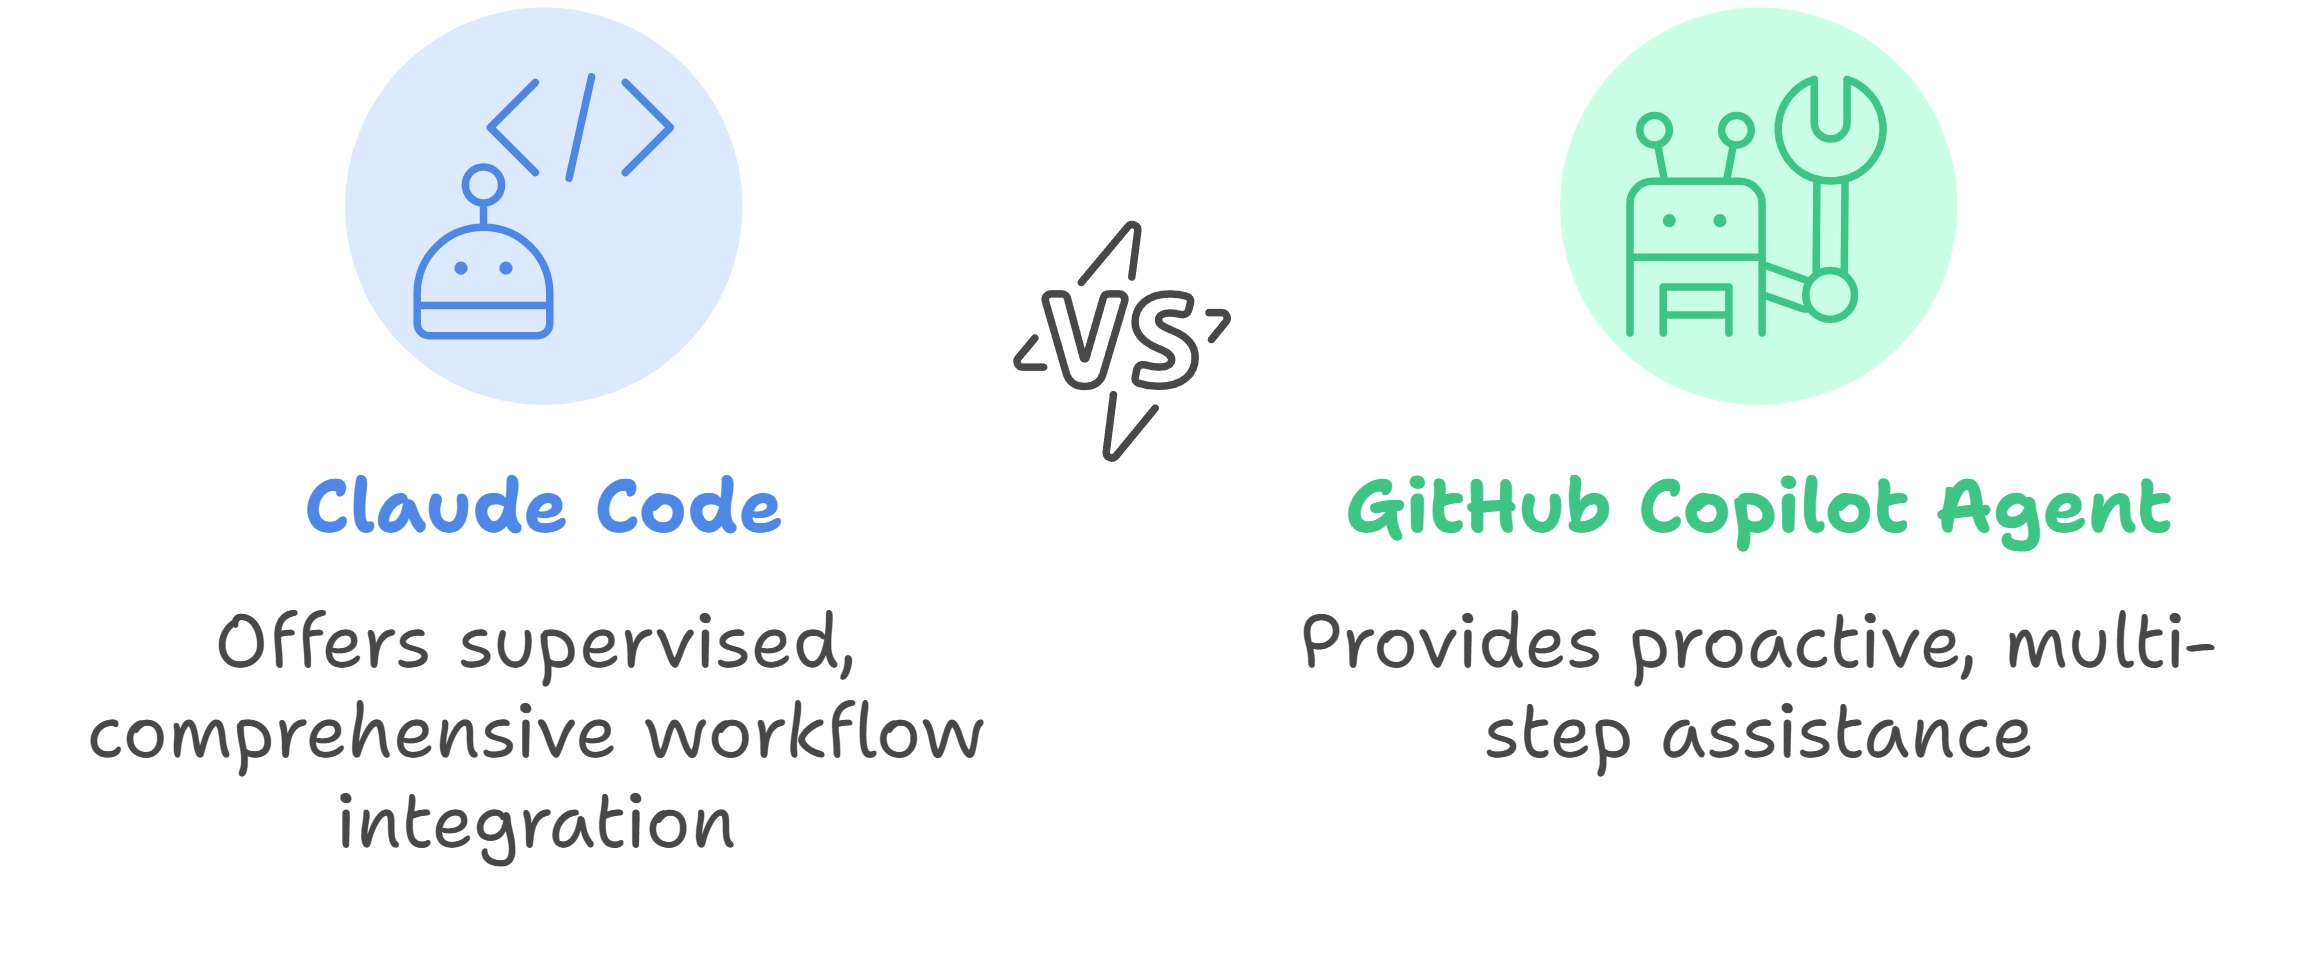 VS
Claude Code
Offers supervised,
comprehensive workflow
integration
GitHub Copilot Agent
Provides proactive, multi-
step assistance